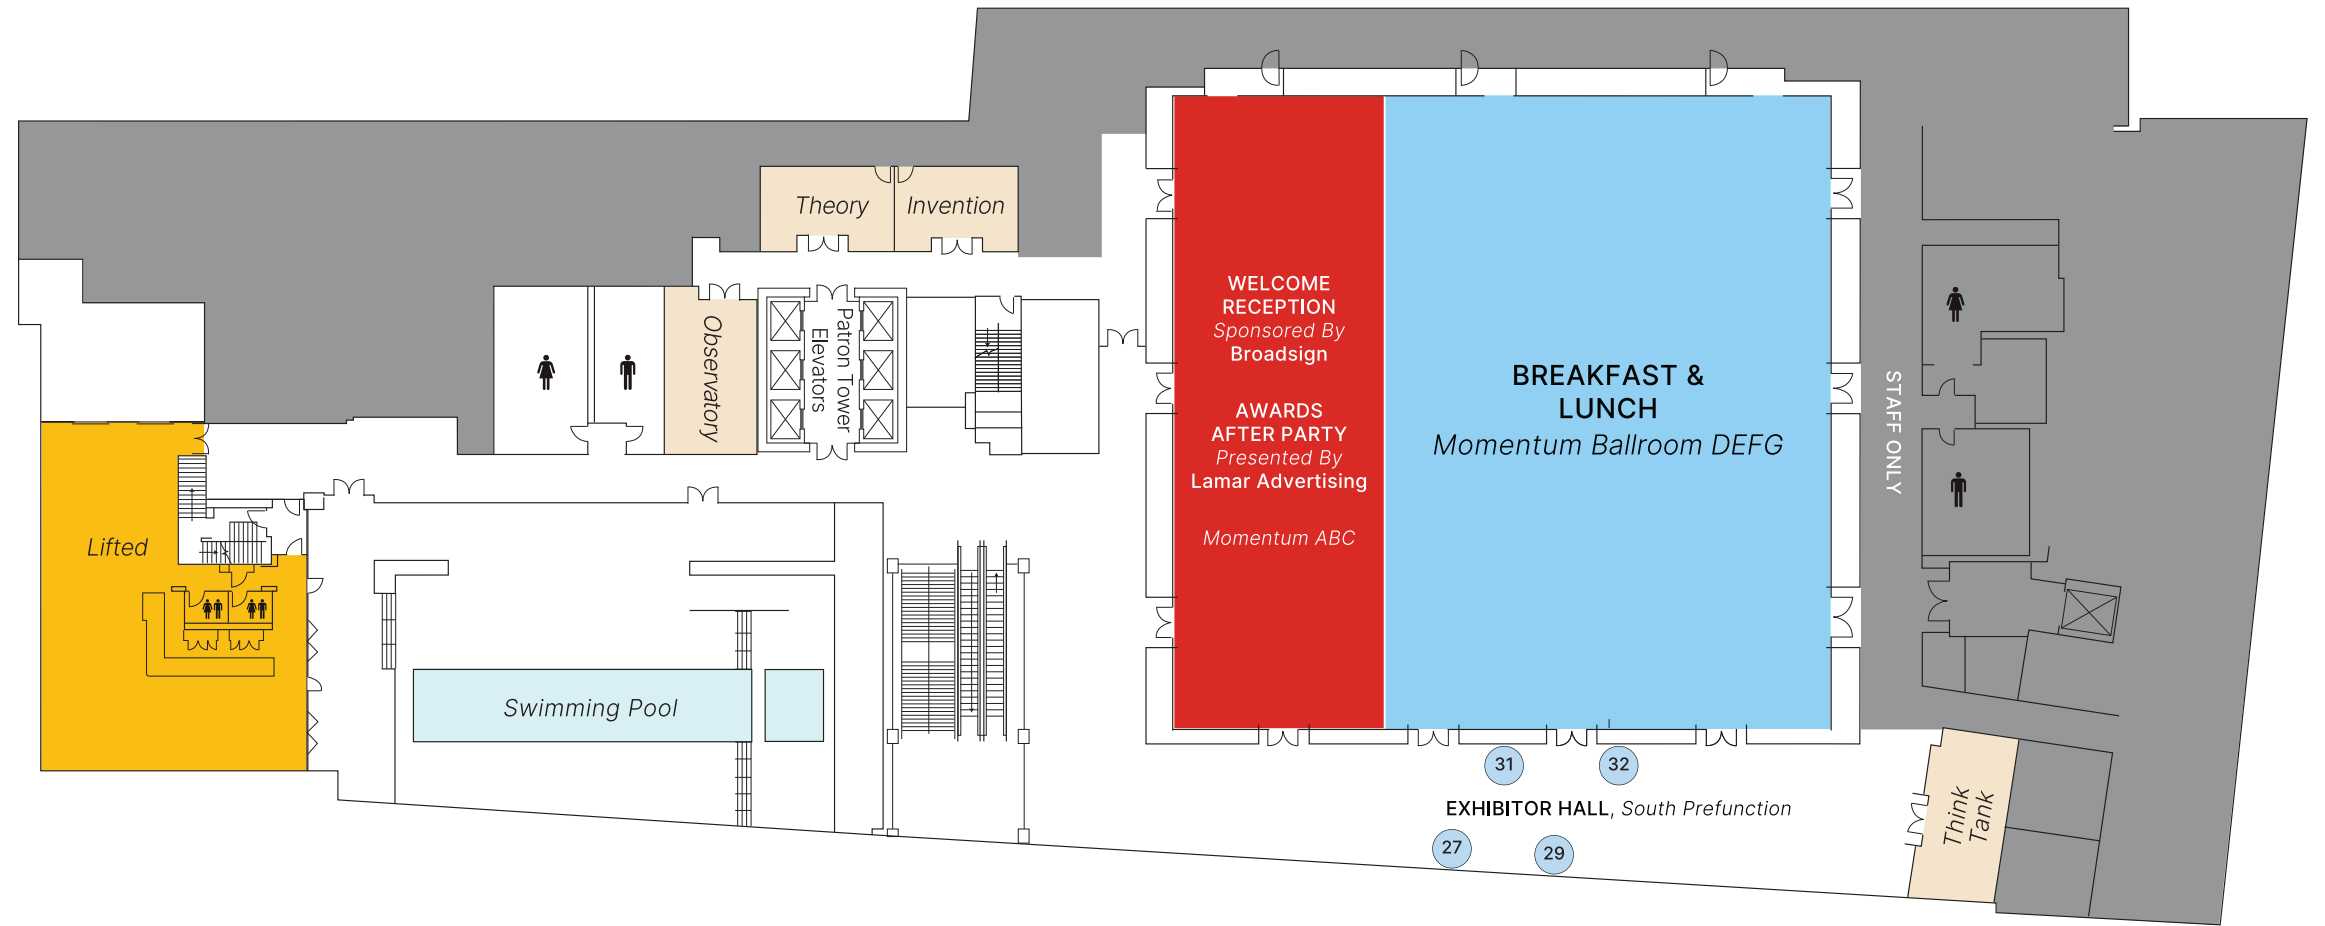 Theory
Invention
Observatory
Patron Tower
Elevators
WELCOME
RECEPTION
Sponsored By
Broadsign
AWARDS
AFTER PARTY
Presented By
Lamar Advertising
Momentum ABC
BREAKFAST &
LUNCH
Momentum Ballroom DEFG
STAFF ONLY
Lifted
Swimming Pool
31
32
EXHIBITOR HALL, South Prefunction
27
29
Think
Tank